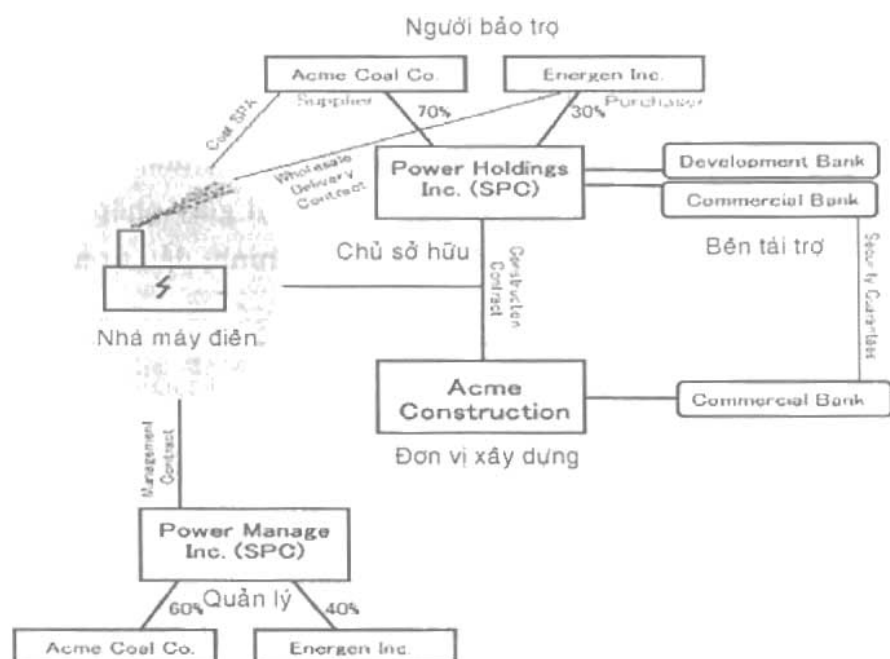 Người bảo trợ
Acme Coal Co.
Energen Inc.
Supplier
70%
30%
Purchaser
Coal SPA
Wholesale
Delivery
Contract
Power Holdings
Inc. (SPC)
Development Bank
Commercial Bank
Chủ sở hữu
Bên tài trợ
Construction
Contract
Security Guarantees
Nhà máy điên
Acme
Construction
Commercial Bank
Đơn vị xây dựng
Management
Contract
Power Manage
Inc. (SPC)
60%
Quản lý
40%
Acme Coal Co.
Energen Inc.